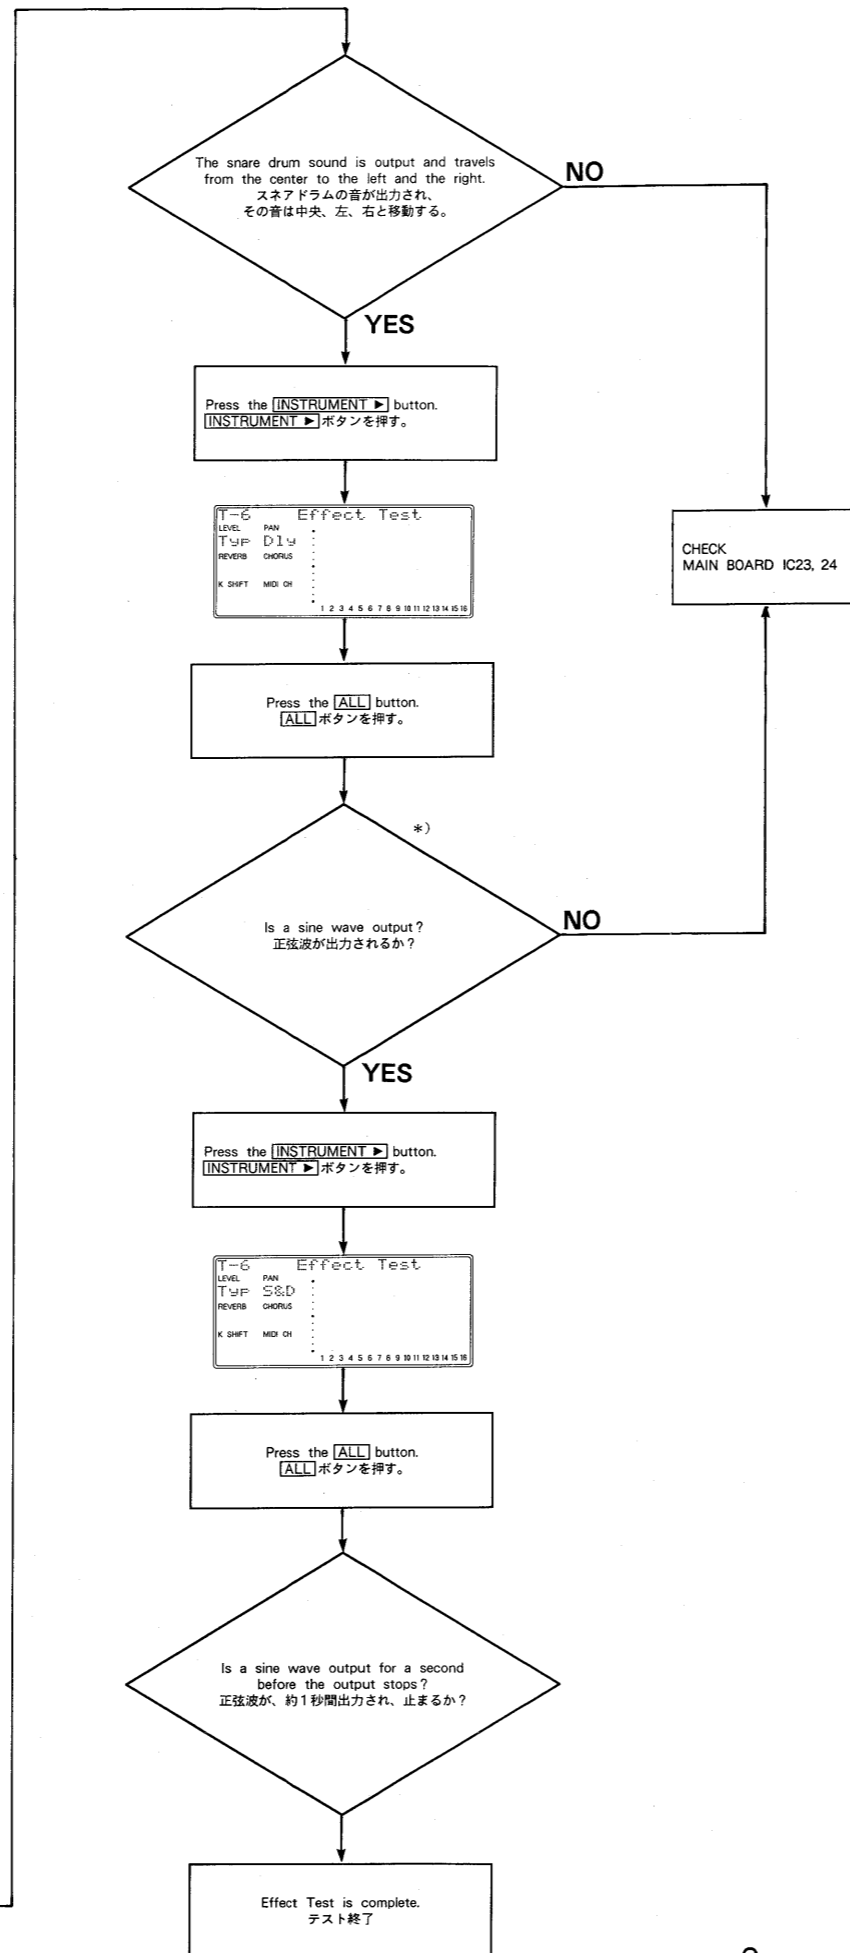 The snare drum sound is output and travels
from the center to the left and the right.
スネアドラムの音が出力され、
その音は中央、左、右と移動する。
NO
YES
Press the INSTRUMENT ▶ button.
INSTRUMENT ▶ ボタンを押す。
T-6 Effect Test
LEVEL PAN
Typ Dly
REVERB CHORUS
K SHIFT MIDI CH
1 2 3 4 5 6 7 8 9 10 11 12 13 14 15 16
CHECK
MAIN BOARD IC23, 24
Press the ALL button.
ALL ボタンを押す。
*)
Is a sine wave output?
正弦波が出力されるか？
NO
YES
Press the INSTRUMENT ▶ button.
INSTRUMENT ▶ ボタンを押す。
T-6 Effect Test
LEVEL PAN
Typ S&D
REVERB CHORUS
K SHIFT MIDI CH
1 2 3 4 5 6 7 8 9 10 11 12 13 14 15 16
Press the ALL button.
ALL ボタンを押す。
Is a sine wave output for a second
before the output stops?
正弦波が、約1秒間出力され、止まるか？
Effect Test is complete.
テスト終了